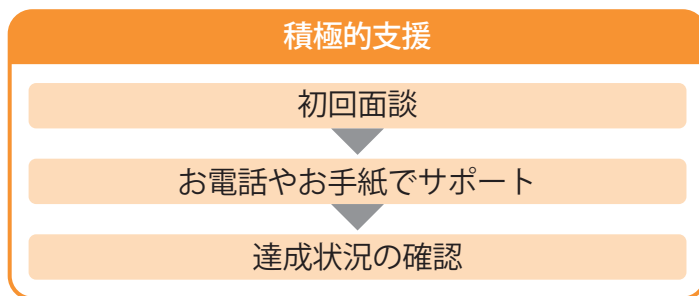 積極的支援
初回面談
お電話やお手紙でサポート
達成状況の確認